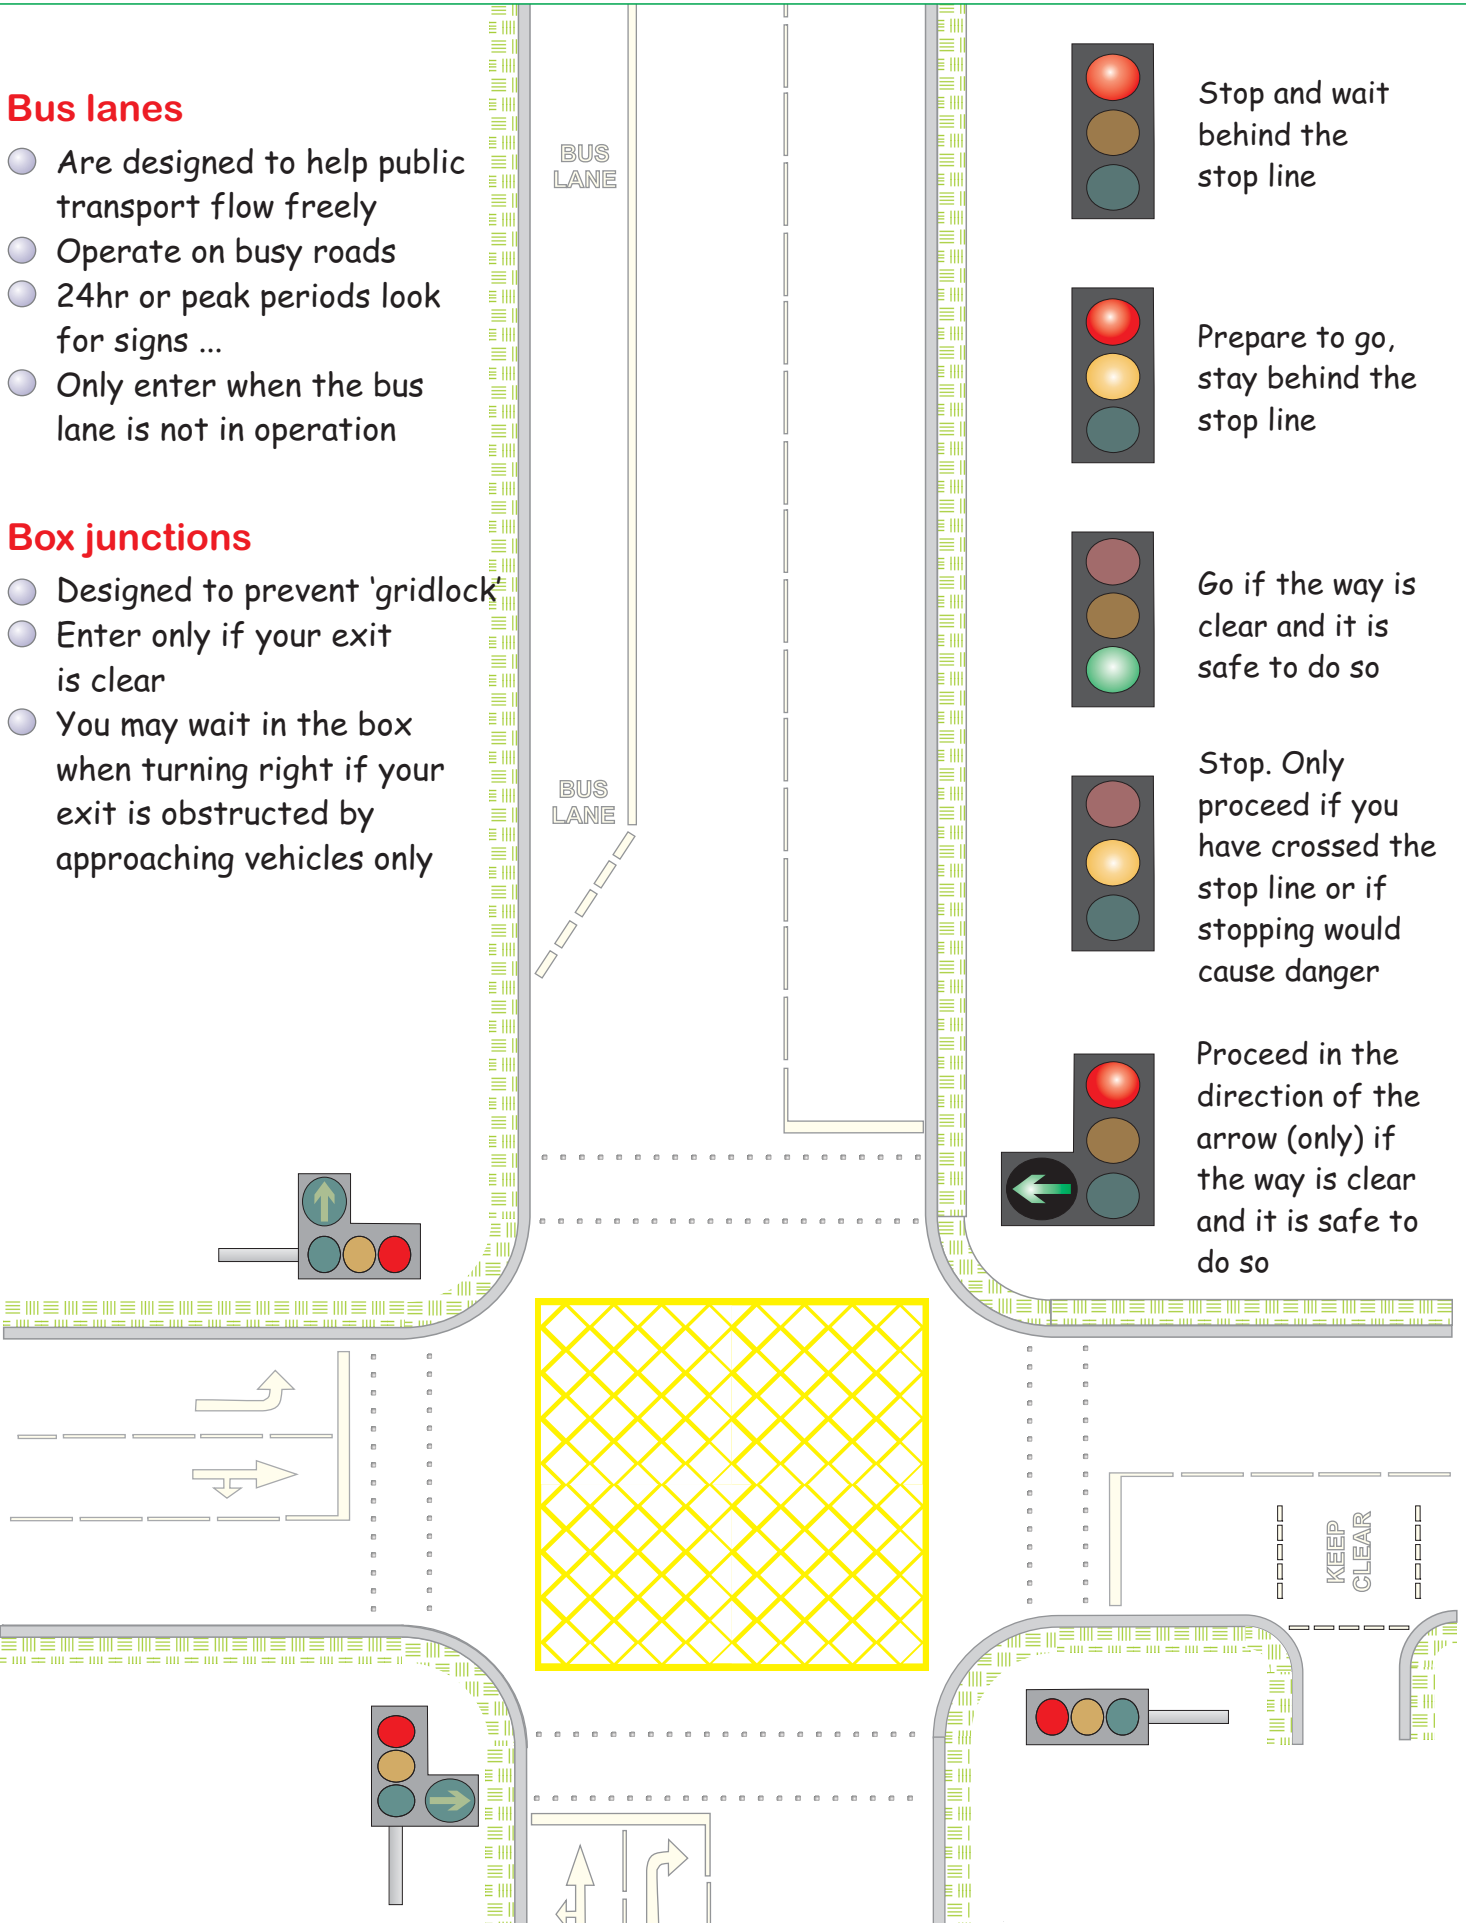 Bus lanes
Are designed to help public
transport flow freely
Operate on busy roads
24hr or peak periods look
for signs ...
Only enter when the bus
lane is not in operation
Box junctions
Designed to prevent ‘gridlock’
Enter only if your exit
is clear
You may wait in the box
when turning right if your
exit is obstructed by
approaching vehicles only
BUS
LANE
BUS
LANE
Stop and wait
behind the
stop line
Prepare to go,
stay behind the
stop line
Go if the way is
clear and it is
safe to do so
Stop. Only
proceed if you
have crossed the
stop line or if
stopping would
cause danger
Proceed in the
direction of the
arrow (only) if
the way is clear
and it is safe to
do so
KEEP
CLEAR